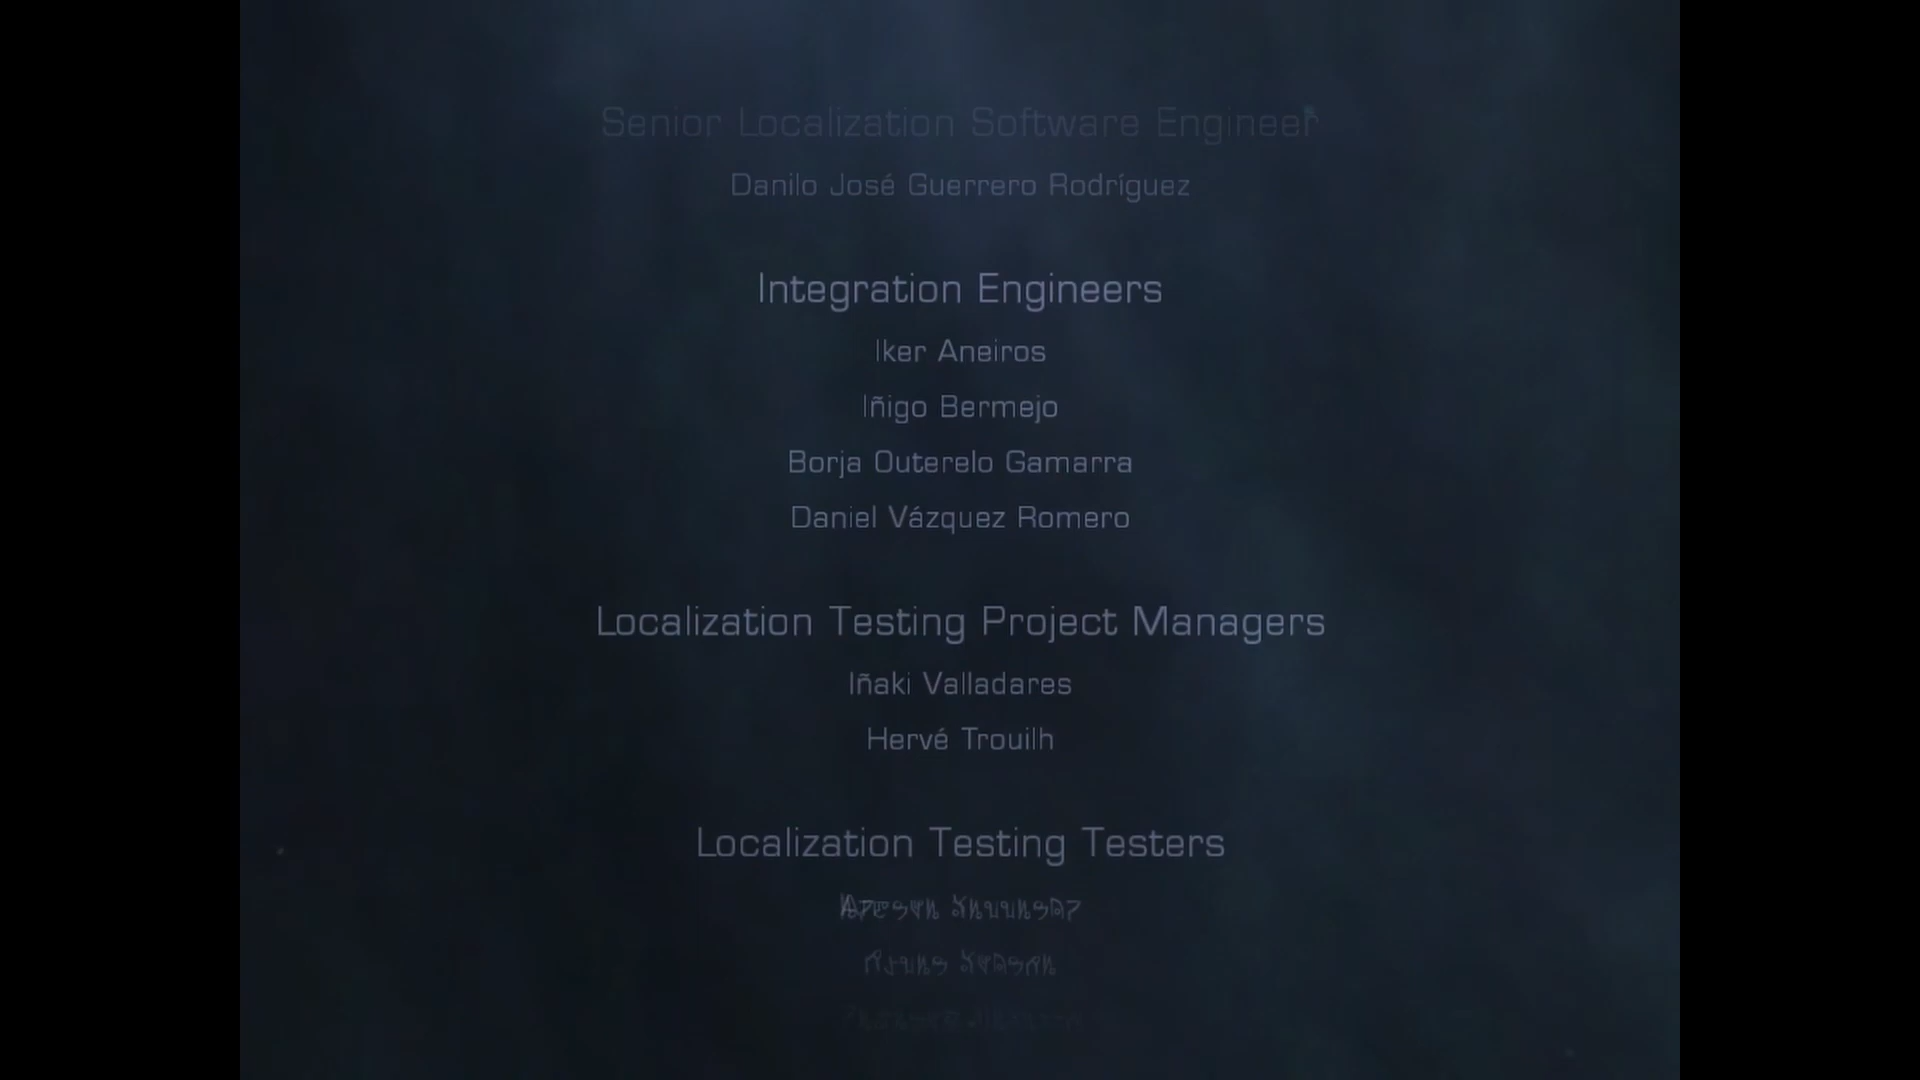 Senior Localization Software Engineer
Danilo José Guerrero Rodríguez
Integration Engineers
Iker Aneiros
Iñigo Bermejo
Borja Outerelo Gamarra
Daniel Vázquez Romero
Localization Testing Project Managers
Iñaki Valladares
Hervé Trouilh
Localization Testing Testers